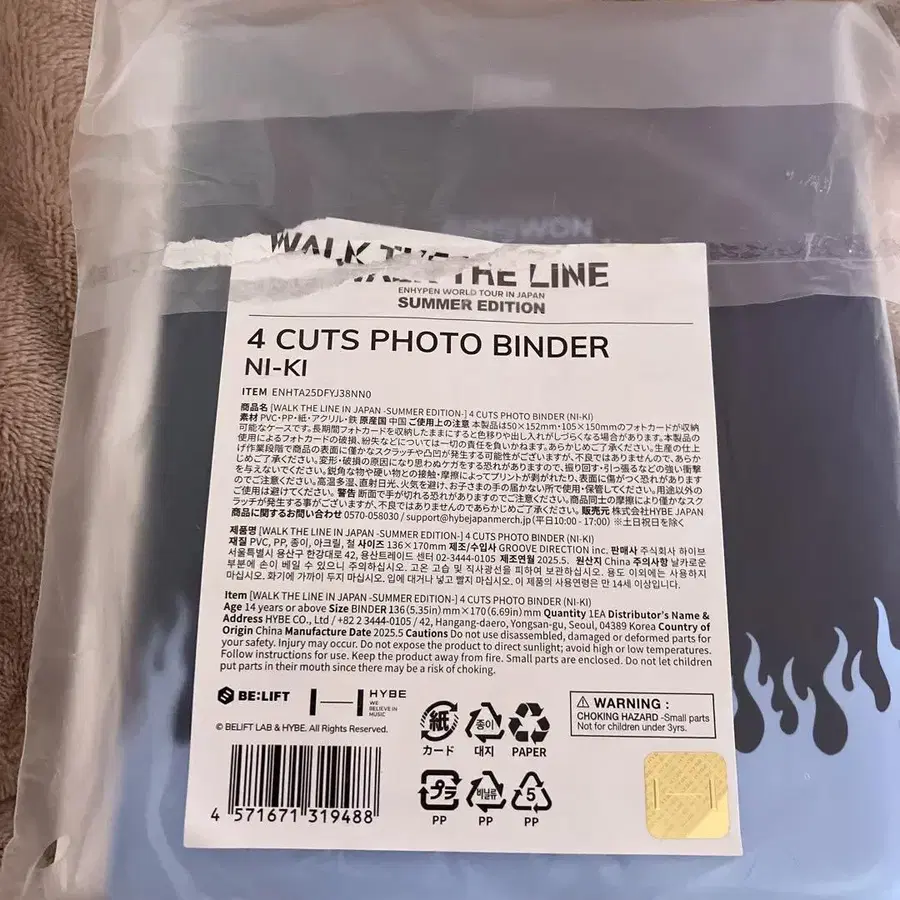 WALK THE LINE
WALK THE LINE
ENHYPEN WORLD TOUR IN JAPAN
SUMMER EDITION
4 CUTS PHOTO BINDER
NI-KI
ITEM ENHTA25DFYJ38NN0
商品名 [WALK THE LINE IN JAPAN -SUMMER EDITION-] 4 CUTS PHOTO BINDER (NI-KI)
素材 PVC・PP・紙・アクリル・鉄 原産国 中国 ご使用上の注意 本製品は50×152mm・105×150mmのフォトカードが収納
可能なケースです。長期間フォトカードを収納したままにすると色移りや出し入れがしづらくなる場合があります。本製品の
使用によるフォトカードの破損、紛失などについては一切の責任を負いかねます。あらかじめご了承ください。生産の仕上
げ作業段階で商品の表面に僅かなスクラッチや凸凹が発生する可能性がございますが、不良ではありませんので、あらか
じめご了承ください。変形・破損の原因になり思わぬケガをする恐れがありますので、振り回す・引っ張るなどの強い衝撃
を与えないでください。鋭角な物や硬い物との接触・摩擦によってプリントが剥がれたり、表面に傷がつく恐れがあります
のでご注意ください。高温多湿、直射日光、火気を避け、お子さまの手の届かない所で使用・保管してください。用途以外の
ご使用は避けてください。警告 断面で手が切れる恐れがありますのでご注意ください。商品同士の摩擦により僅かなスク
ラッチが発生する事がございますが、不良ではありませんのであらかじめご了承ください。販売元 株式会社HYBE JAPAN
商品に関するお問い合わせ 0570-058030 / support@hybejapanmerch.jp (平日10:00 - 17:00) ※土日祝日を除く
제품명 [WALK THE LINE IN JAPAN -SUMMER EDITION-] 4 CUTS PHOTO BINDER (NI-KI)
재질 PVC, PP, 종이, 아크릴, 철 사이즈 136×170mm 제조/수입사 GROOVE DIRECTION inc. 판매사 주식회사 하이브
서울특별시 용산구 한강대로 42, 용산트레이드 센터 02-3444-0105 제조연월 2025.5. 원산지 China 주의사항 날카로운
부분에 손이 베일 수 있으니 주의하십시오. 고온 고습 및 직사광선을 피하여 보관하십시오. 용도 이외에는 사용하지
마십시오. 화기에 가까이 두지 마십시오. 입에 대거나 넣고 빨지 마십시오. 이 제품의 사용연령은 만 14세 이상입니다.
Item [WALK THE LINE IN JAPAN -SUMMER EDITION-] 4 CUTS PHOTO BINDER (NI-KI)
Age 14 years or above Size BINDER 136 (5.35in) mm×170 (6.69in) mm Quantity 1EA Distributor's Name &
Address HYBE CO., Ltd / +82 2 3444-0105 / 42, Hangang-daero, Yongsan-gu, Seoul, 04389 Korea Country of
Origin China Manufacture Date 2025.5 Cautions Do not use disassembled, damaged or deformed parts for
your safety. Injury may occur. Do not expose the product to direct sunlight; avoid high or low temperatures.
Follow instructions for use. Keep the product away from fire. Small parts are enclosed. Do not let children
put parts in their mouth since there may be a risk of choking.
BE:LIFT
HYBE
WE
BELIEVE IN
MUSIC
© BELIFT LAB & HYBE. All Rights Reserved.
紙
カード
종이
대지
PAPER
⚠ WARNING :
CHOKING HAZARD -Small parts
Not for children under 3yrs.
プラ
PP
비닐류
PP
5
PP
4 571671 319488